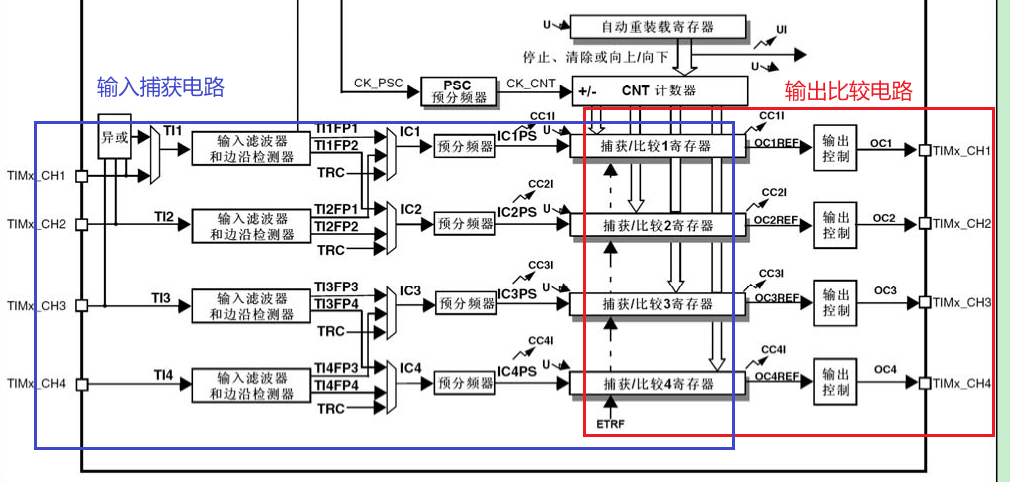 U
自动重装载寄存器
UI
停止、清除或向上/向下
U
输入捕获电路
CK_PSC
PSC
预分频器
CK_CNT
+/-
CNT 计数器
输出比较电路
异或
TI1
输入滤波器
和边沿检测器
TI1FP1
TI1FP2
TRC
IC1
预分频器
IC1PS
CC1I
U
捕获/比较1寄存器
CC1I
OC1REF
输出
控制
OC1
TIMx_CH1
TIMx_CH1
TIMx_CH2
TI2
输入滤波器
和边沿检测器
TI2FP1
TI2FP2
TRC
IC2
预分频器
IC2PS
CC2I
U
捕获/比较2寄存器
CC2I
OC2REF
输出
控制
OC2
TIMx_CH2
TIMx_CH3
TI3
输入滤波器
和边沿检测器
TI3FP3
TI3FP4
TRC
IC3
预分频器
IC3PS
CC3I
U
捕获/比较3寄存器
CC3I
OC3REF
输出
控制
OC3
TIMx_CH3
TIMx_CH4
TI4
输入滤波器
和边沿检测器
TI4FP3
TI4FP4
TRC
IC4
预分频器
IC4PS
CC4I
U
捕获/比较4寄存器
CC4I
OC4REF
输出
控制
OC4
TIMx_CH4
ETRF